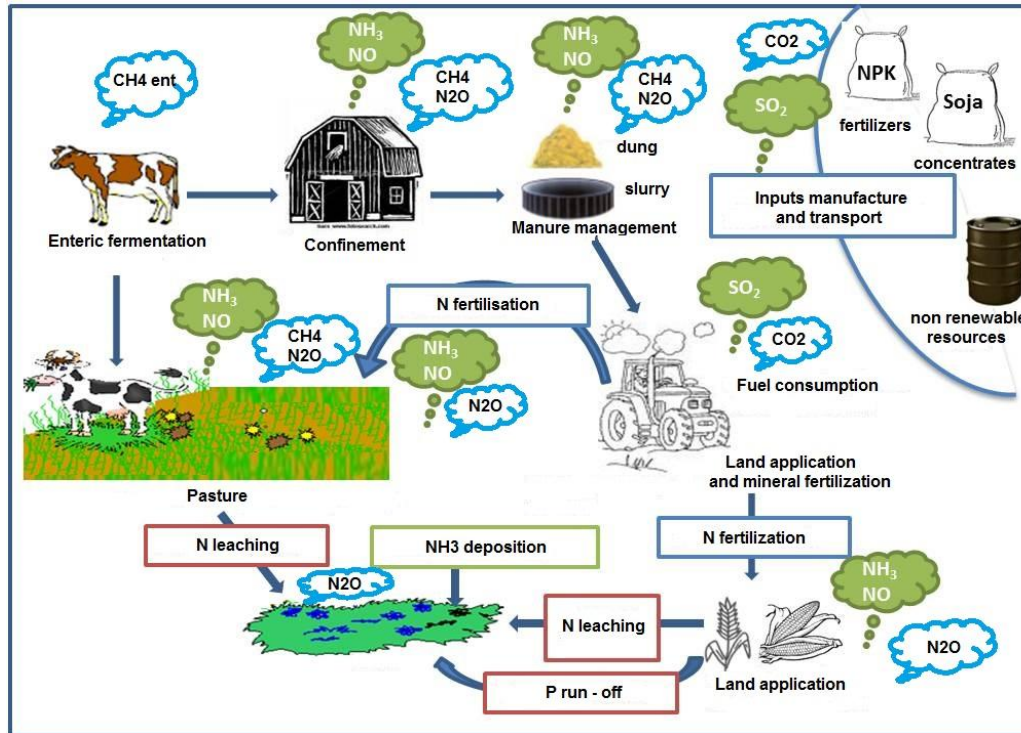 NH3
NO
NH3
NO
CO2
CH4 ent
CH4
N2O
CH4
N2O
SO2
NPK
Soja
fertilizers
concentrates
dung
slurry
Enteric fermentation
Confinement
Manure management
Inputs manufacture
and transport
non renewable
resources
NH3
NO
CH4
N2O
N fertilisation
NH3
NO
N2O
SO2
CO2
Fuel consumption
Land application
and mineral fertilization
Pasture
N leaching
NH3 deposition
N fertilization
N2O
NH3
NO
N leaching
N2O
P run - off
Land application